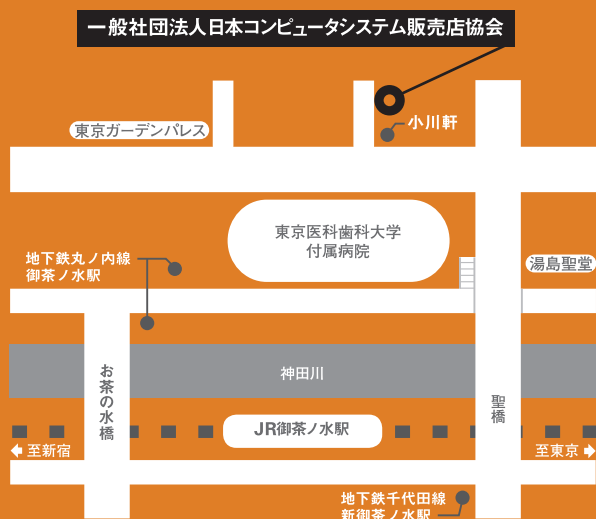 一般社団法人日本コンピュータシステム販売店協会
小川軒
東京ガーデンパレス
東京医科歯科大学
付属病院
地下鉄丸ノ内線
御茶ノ水駅
湯島聖堂
神田川
お茶の水橋
聖橋
JR御茶ノ水駅
至新宿
至東京
地下鉄千代田線
新御茶ノ水駅